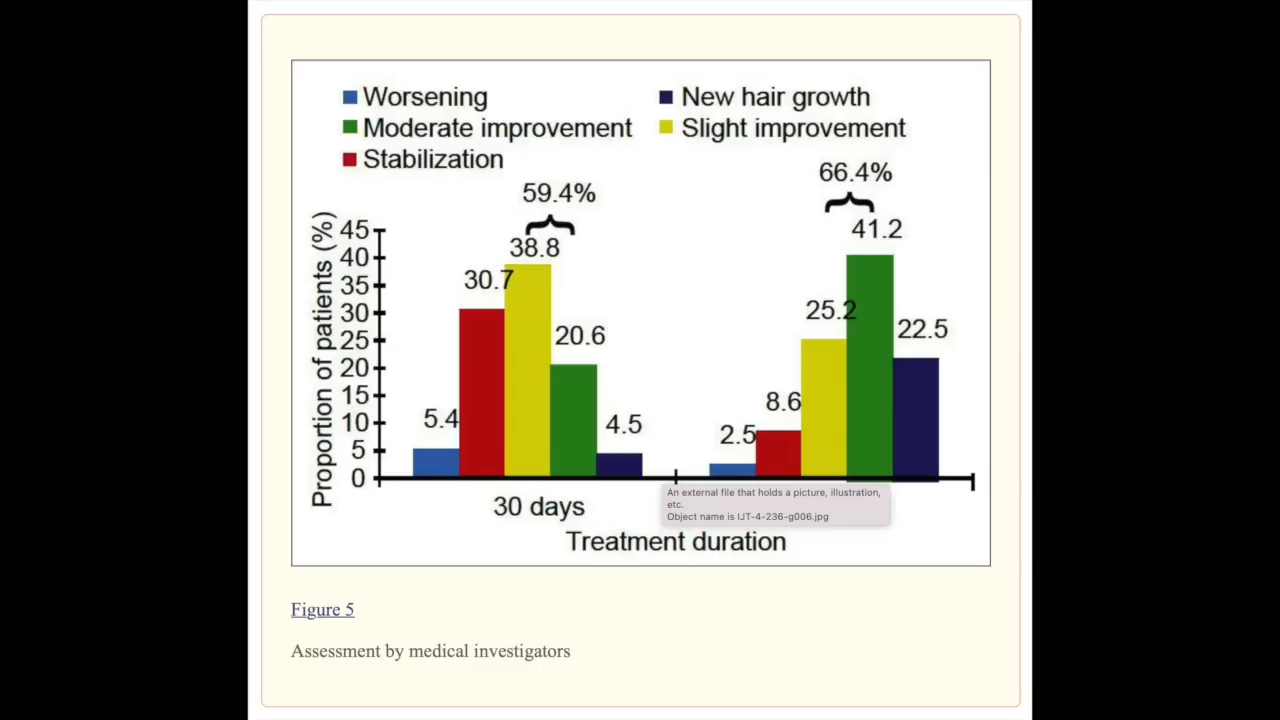 Worsening
New hair growth
Moderate improvement
Slight improvement
Stabilization
66.4%
59.4%
41.2
38.8
30.7
25.2
22.5
20.6
8.6
5.4
4.5
2.5
Proportion of patients (%)
45
40
35
30
25
20
15
10
5
0
30 days
An external file that holds a picture, illustration,
etc.
Object name is IJT-4-236-g006.jpg
Treatment duration
Figure 5
Assessment by medical investigators